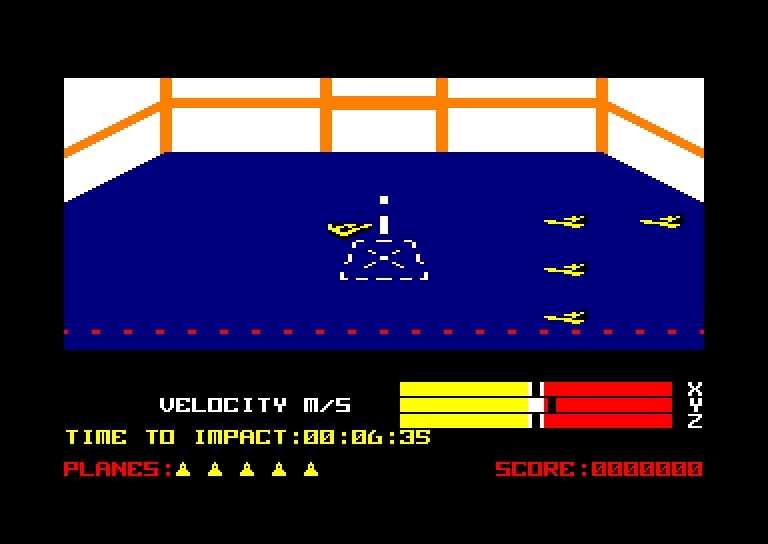 VELOCITY M/S
X
Y
Z
TIME TO IMPACT:00:06:35
PLANES: SCORE:0000000